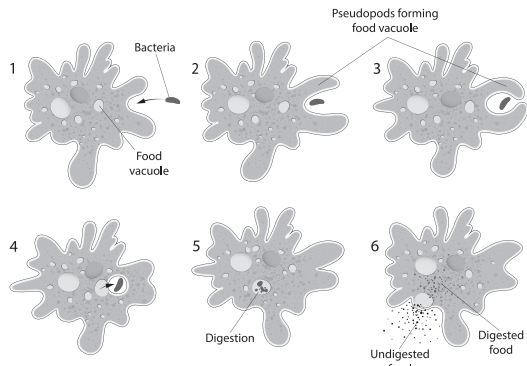 1
Bacteria
Food
vacuole
2
Pseudopods forming
food vacuole
3
4
5
Digestion
6
Digested
food
Undigested